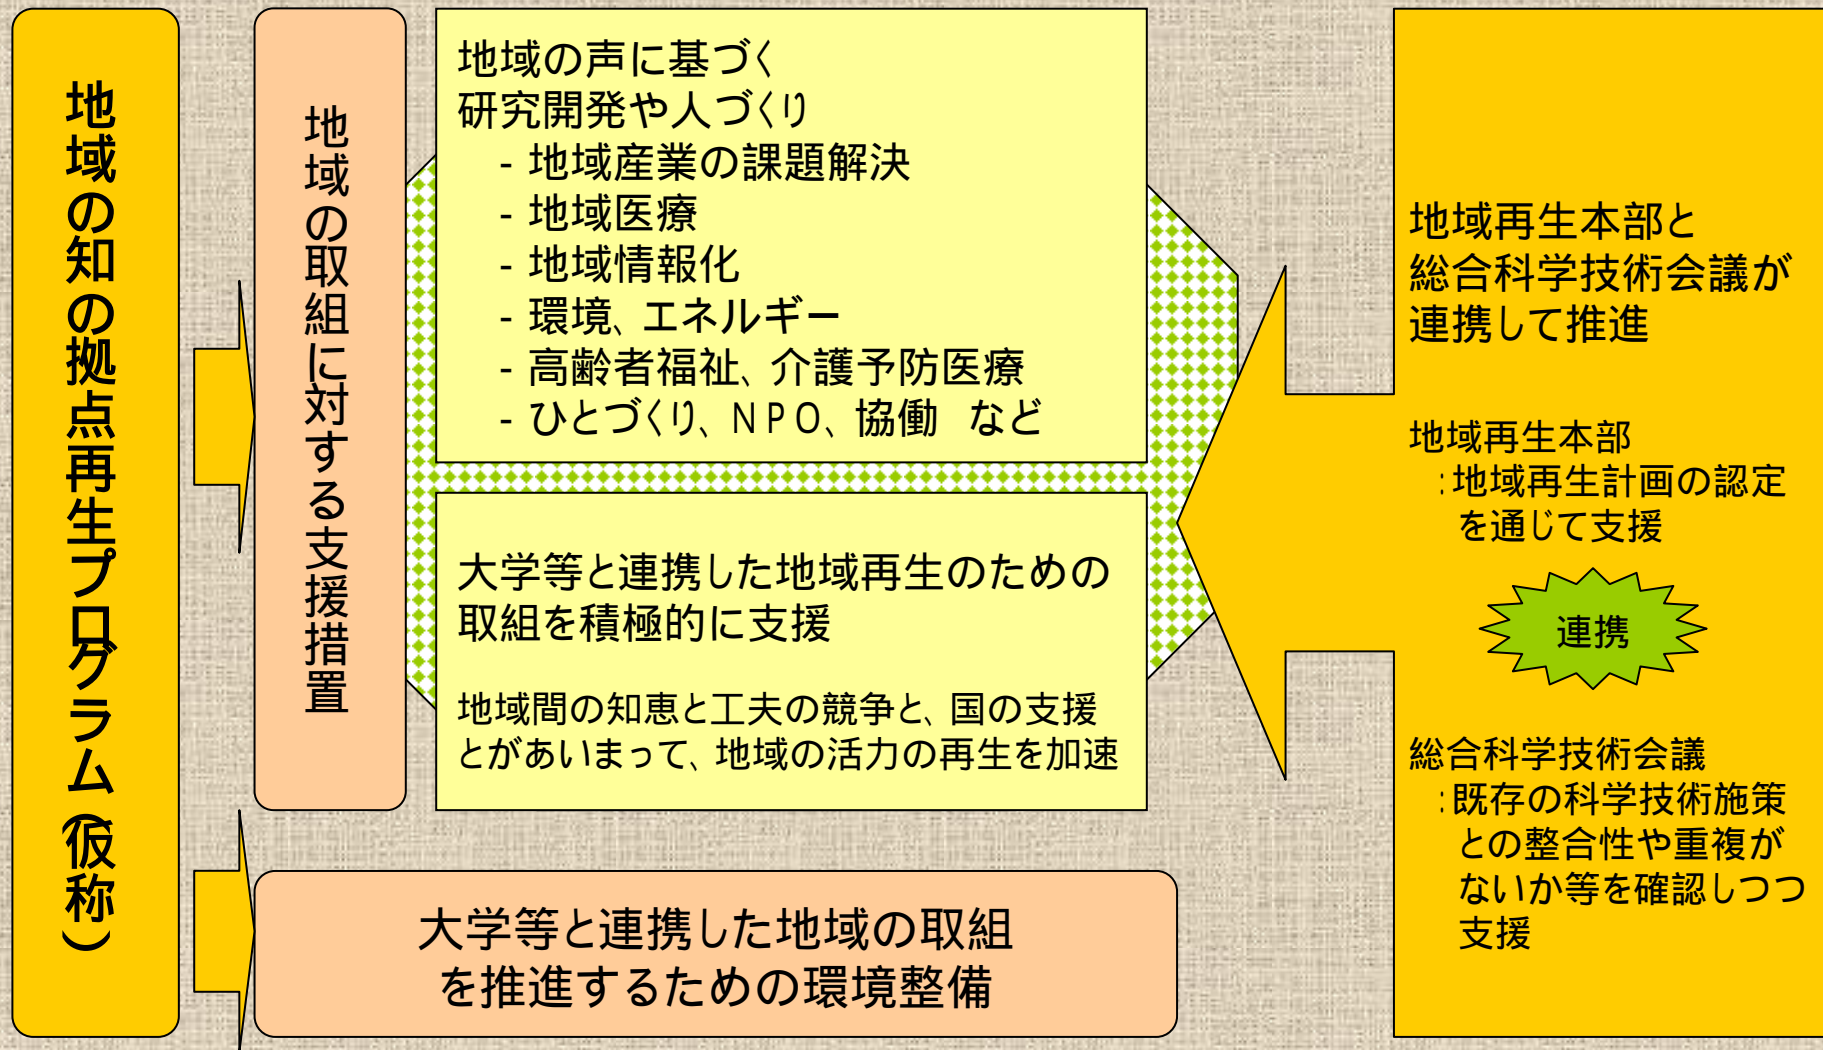 地域の知の拠点再生プログラム(仮称)
地域の取組に対する支援措置
地域の声に基づく
研究開発や人づくり
- 地域産業の課題解決
- 地域医療
- 地域情報化
- 環境、エネルギー
- 高齢者福祉、介護予防医療
- ひとづくり、NPO、協働 など
大学等と連携した地域再生のための
取組を積極的に支援
地域間の知恵と工夫の競争と、国の支援
とがあいまって、地域の活力の再生を加速
大学等と連携した地域の取組
を推進するための環境整備
地域再生本部と
総合科学技術会議が
連携して推進
地域再生本部
:地域再生計画の認定
を通じて支援
連携
総合科学技術会議
:既存の科学技術施策
との整合性や重複が
ないか等を確認しつつ
支援